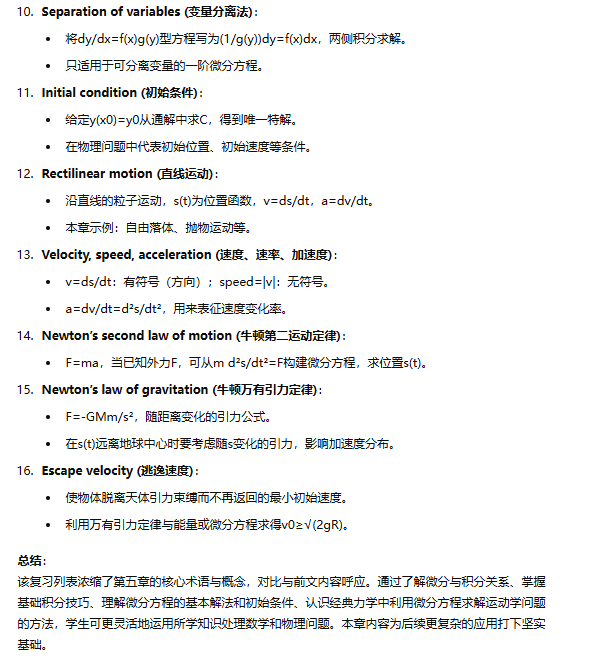 10. Separation of variables (变量分离法)：
• 将dy/dx=f(x)g(y)型方程写为(1/g(y))dy=f(x)dx，两侧积分求解。
• 只适用于可分离变量的一阶微分方程。
11. Initial condition (初始条件)：
• 给定y(x0)=y0从通解中求C，得到唯一特解。
• 在物理问题中代表初始位置、初始速度等条件。
12. Rectilinear motion (直线运动)：
• 沿直线的粒子运动，s(t)为位置函数，v=ds/dt，a=dv/dt。
• 本章示例：自由落体、抛物运动等。
13. Velocity, speed, acceleration (速度、速率、加速度)：
• v=ds/dt：有符号（方向）；speed=|v|：无符号。
• a=dv/dt=d²s/dt²，用来表征速度变化率。
14. Newton’s second law of motion (牛顿第二运动定律)：
• F=ma，当已知外力F，可从m d²s/dt²=F构建微分方程，求位置s(t)。
15. Newton’s law of gravitation (牛顿万有引力定律)：
• F=-GMm/s²，随距离变化的引力公式。
• 在s(t)远离地球中心时要考虑随s变化的引力，影响加速度分布。
16. Escape velocity (逃逸速度)：
• 使物体脱离天体引力束缚而不再返回的最小初始速度。
• 利用万有引力定律与能量或微分方程求得v0≥√(2gR)。
总结：
该复习列表浓缩了第五章的核心术语与概念，对比与前文内容呼应。通过了解微分与积分关系、掌握
基础积分技巧、理解微分方程的基本解法和初始条件、认识经典力学中利用微分方程求解运动学问题
的方法，学生可更灵活地运用所学知识处理数学和物理问题。本章内容为后续更复杂的应用打下坚实
基础。